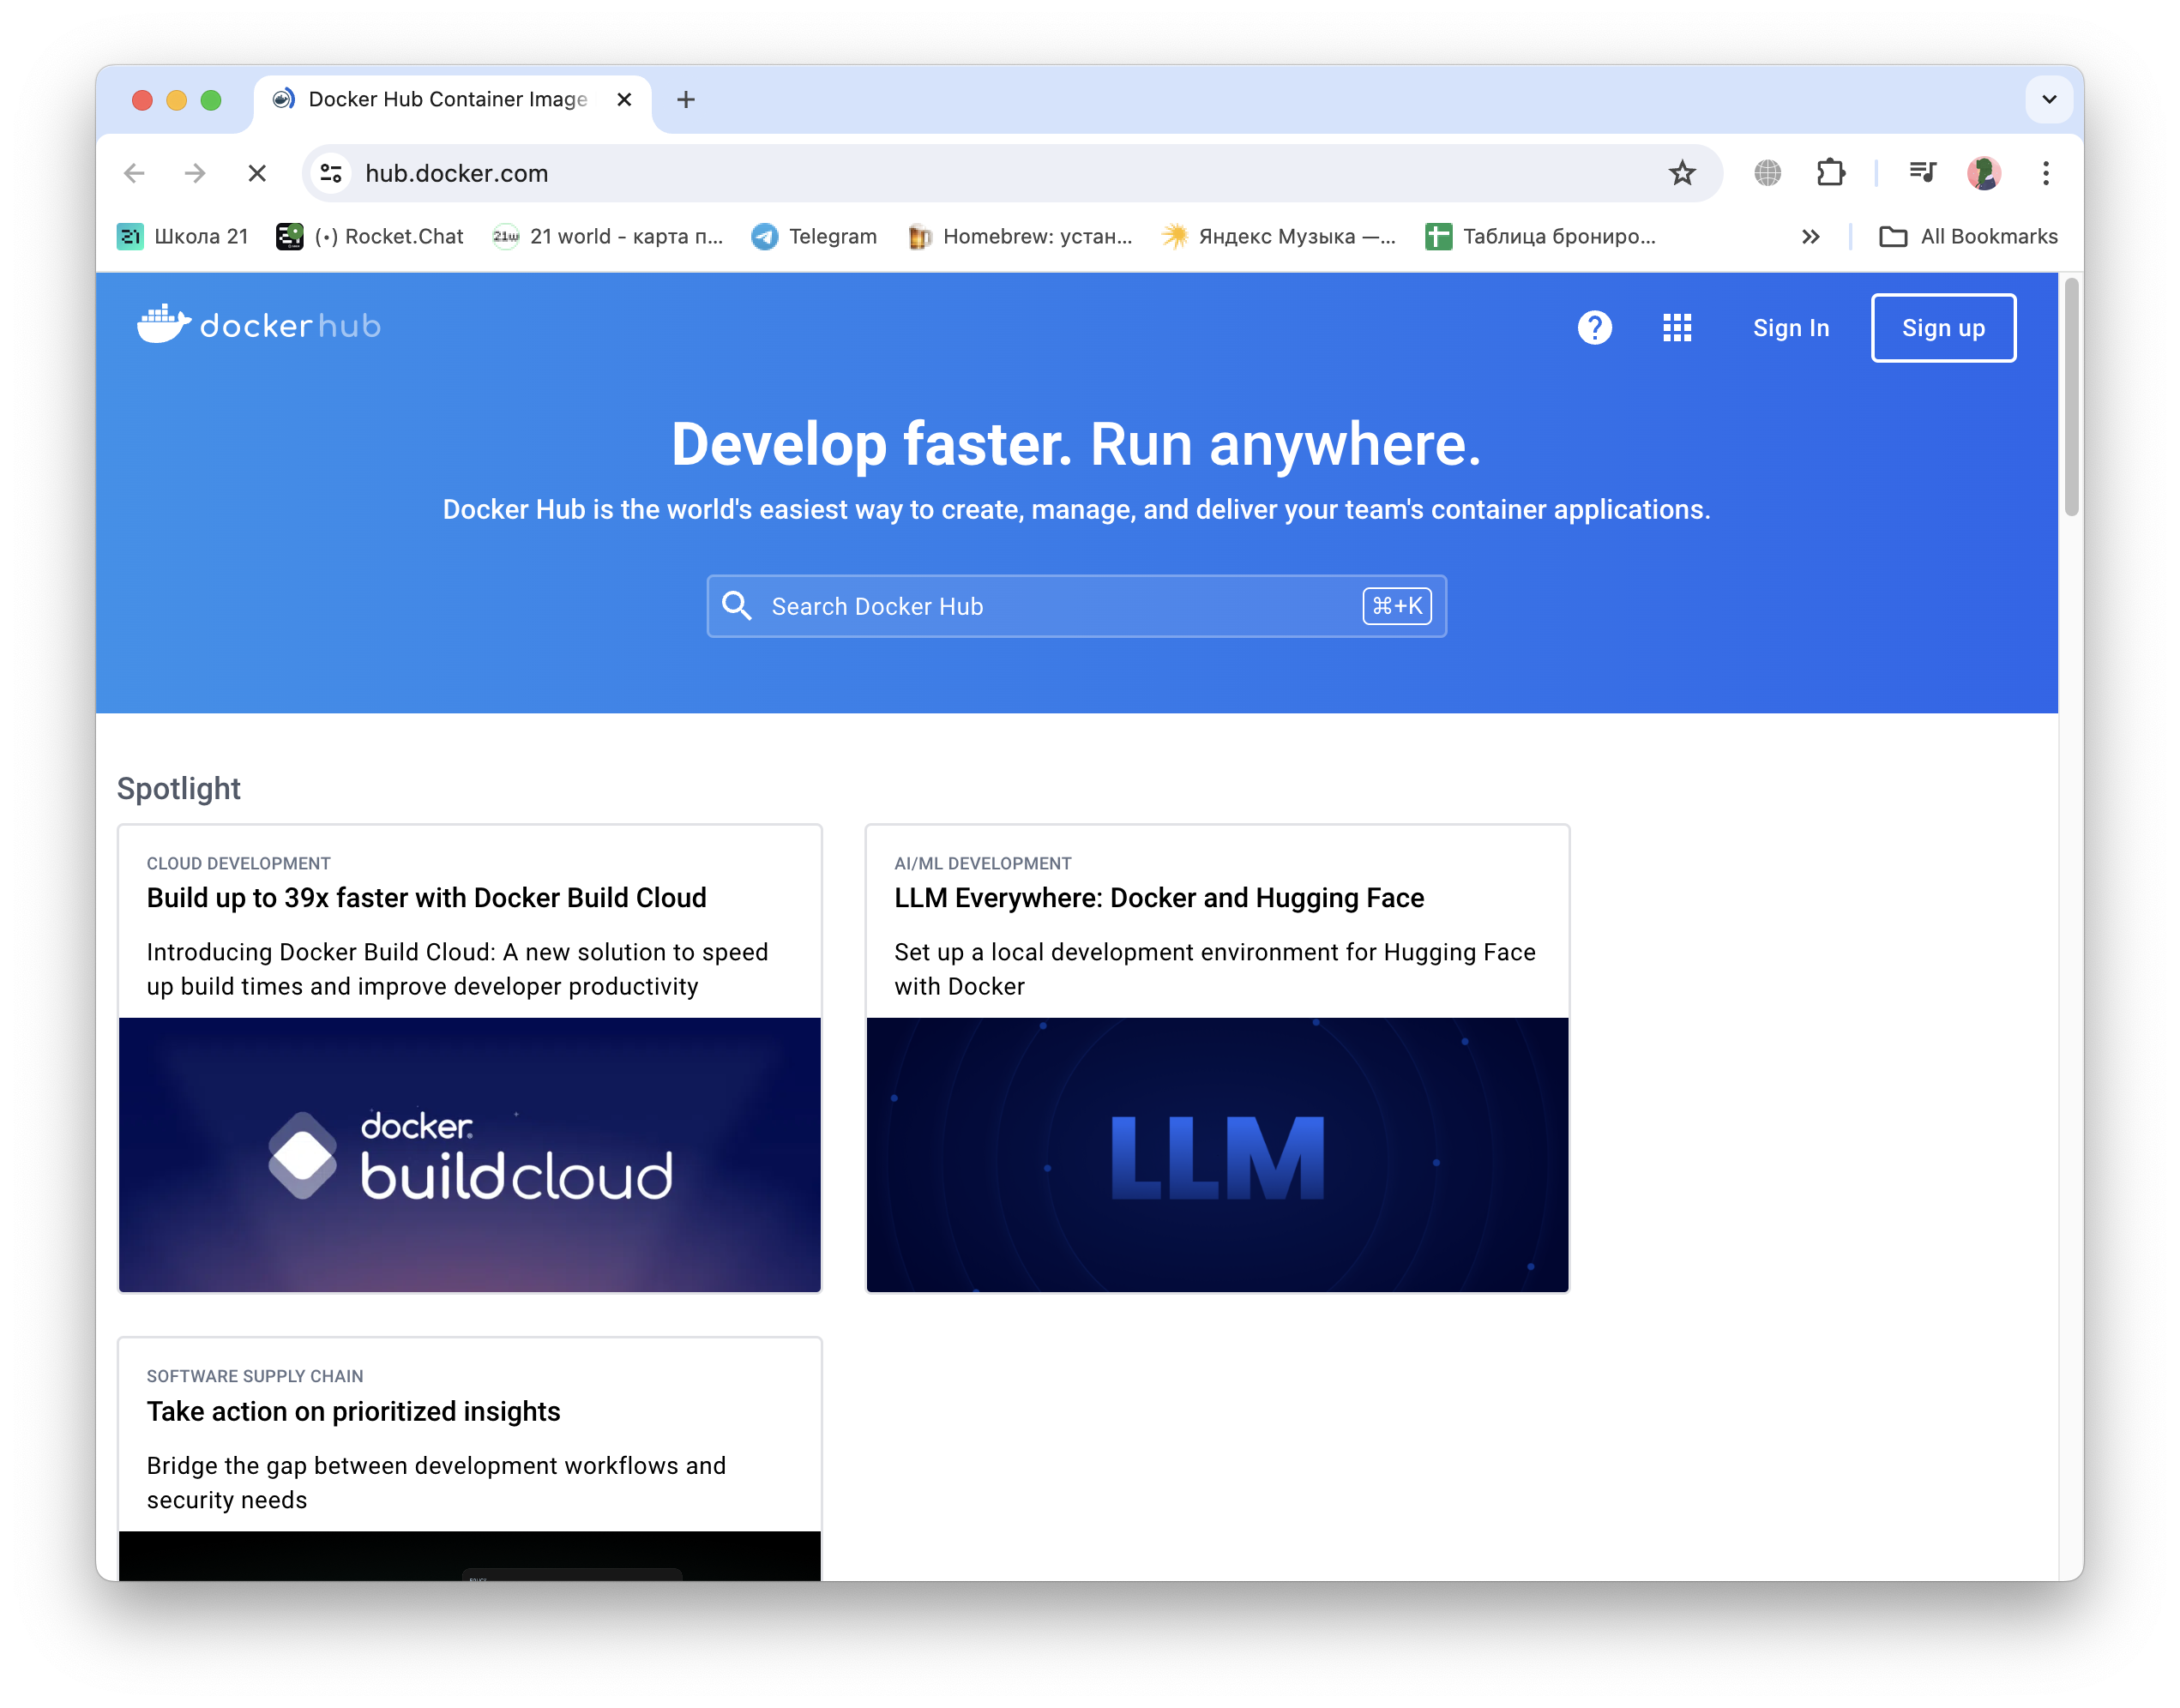 Docker Hub Container Image
hub.docker.com
Школа 21
(·) Rocket.Chat
21 world - карта п...
Telegram
Homebrew: устан...
Яндекс Музыка —...
Таблица брониро...
All Bookmarks
dockerhub
Sign In
Sign up
Develop faster. Run anywhere.
Docker Hub is the world's easiest way to create, manage, and deliver your team's container applications.
Search Docker Hub
⌘+K
Spotlight
CLOUD DEVELOPMENT
Build up to 39x faster with Docker Build Cloud
Introducing Docker Build Cloud: A new solution to speed
up build times and improve developer productivity
docker.
buildcloud
AI/ML DEVELOPMENT
LLM Everywhere: Docker and Hugging Face
Set up a local development environment for Hugging Face
with Docker
LLM
SOFTWARE SUPPLY CHAIN
Take action on prioritized insights
Bridge the gap between development workflows and
security needs